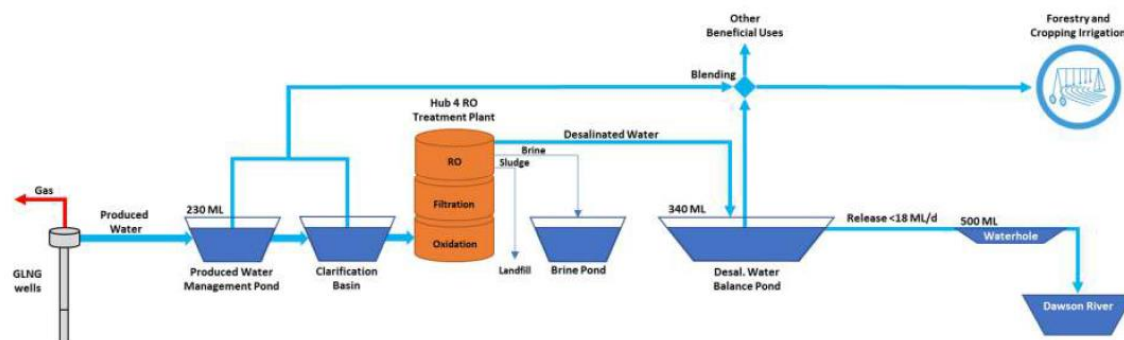 Other
Beneficial Uses
Forestry and
Cropping Irrigation
Blending
Hub 4 RO
Treatment Plant
Desalinated Water
Brine
Sludge
RO
Gas
Produced
Water
230 ML
Filtration
340 ML
Release <18 ML/d
500 ML
Waterhole
Oxidation
GLNG
wells
Produced Water
Management Pond
Clarification
Basin
Landfill
Brine Pond
Desal. Water
Balance Pond
Dawson River